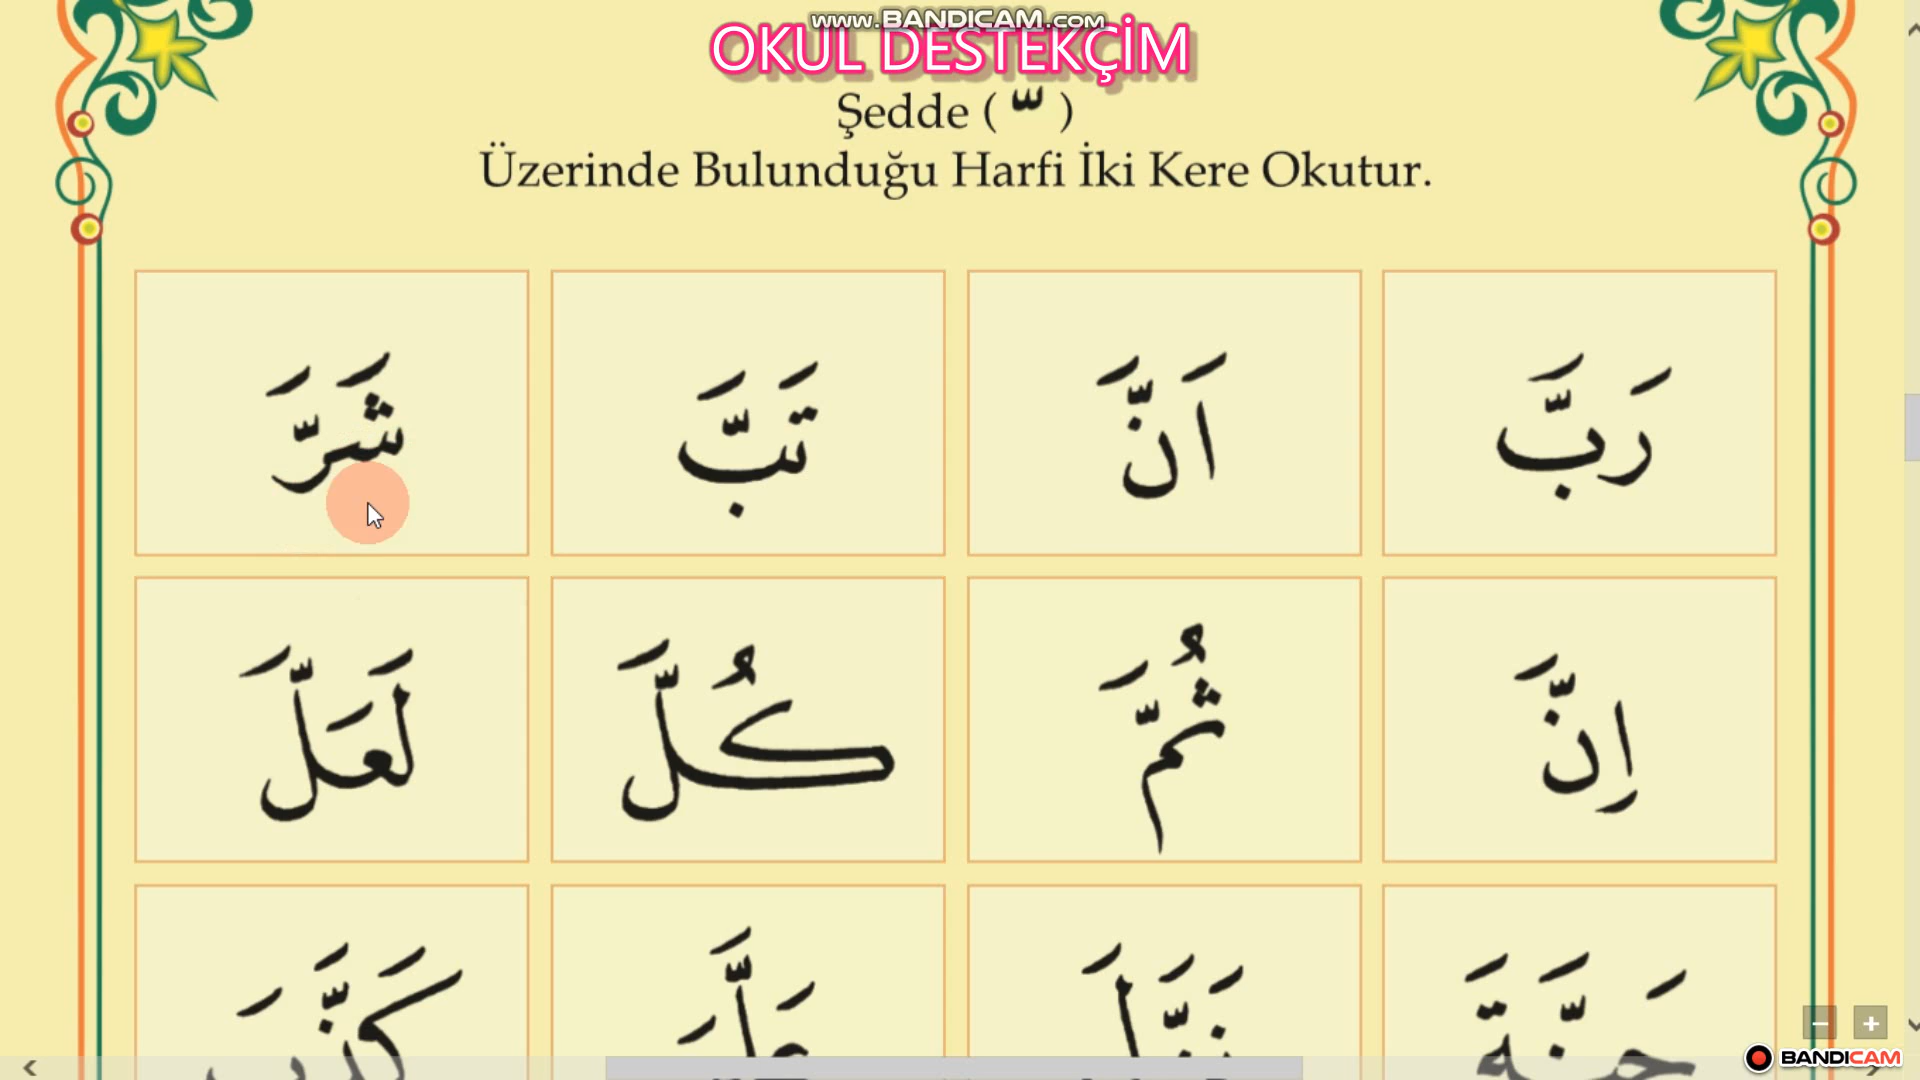 www.BANDICAM.com
OKUL DESTEKÇİM
Şedde ( ّ )
Üzerinde Bulunduğu Harfi İki Kere Okutur.
رَبَّ اَنَّ تَبَّ شَرَّ
اِنَّ ثُمَّ كُلَّ لَعَلَّ
BANDICAM